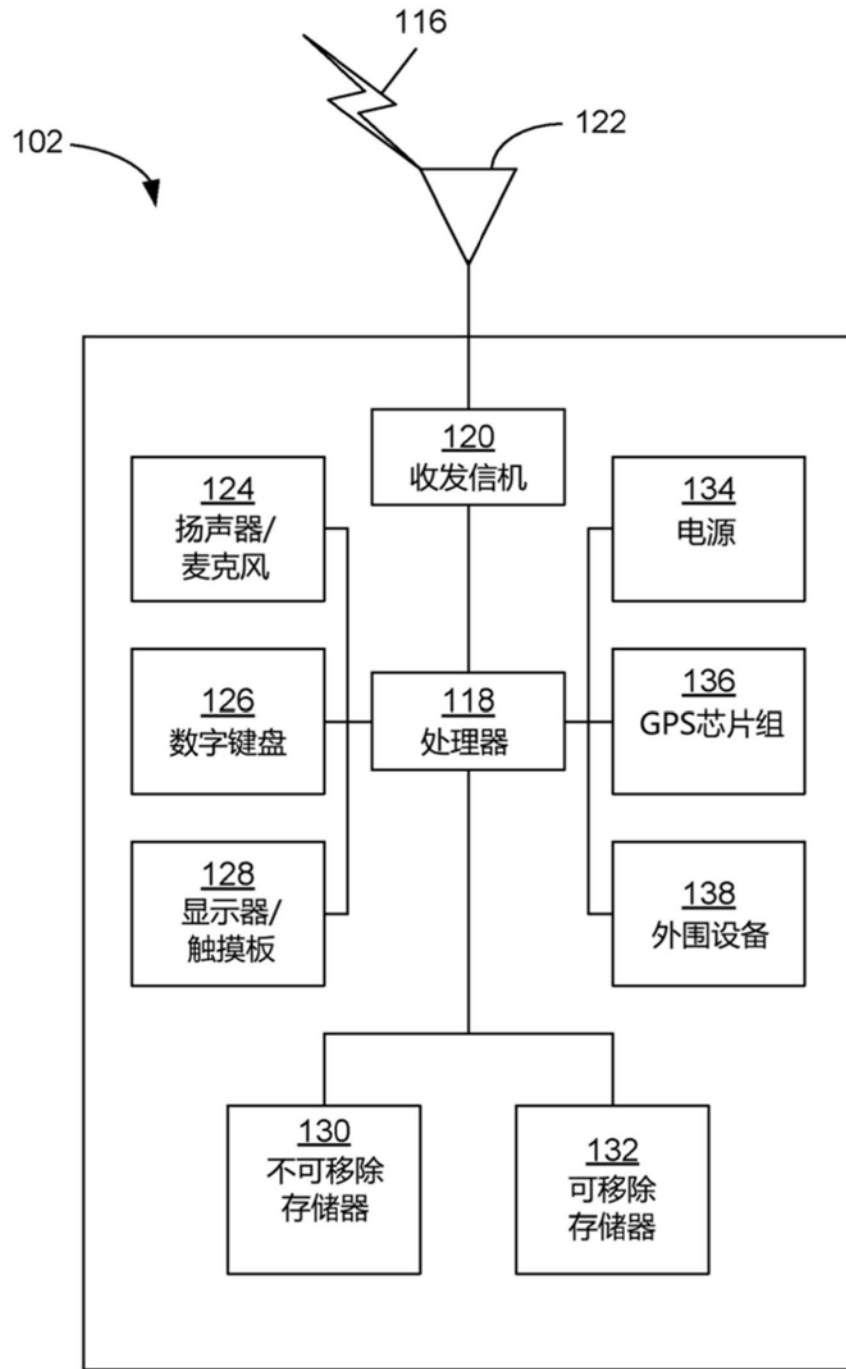 116
122
102
120
收发信机
124
扬声器/
麦克风
134
电源
126
数字键盘
118
处理器
136
GPS芯片组
128
显示器/
触摸板
138
外围设备
130
不可移除
存储器
132
可移除
存储器